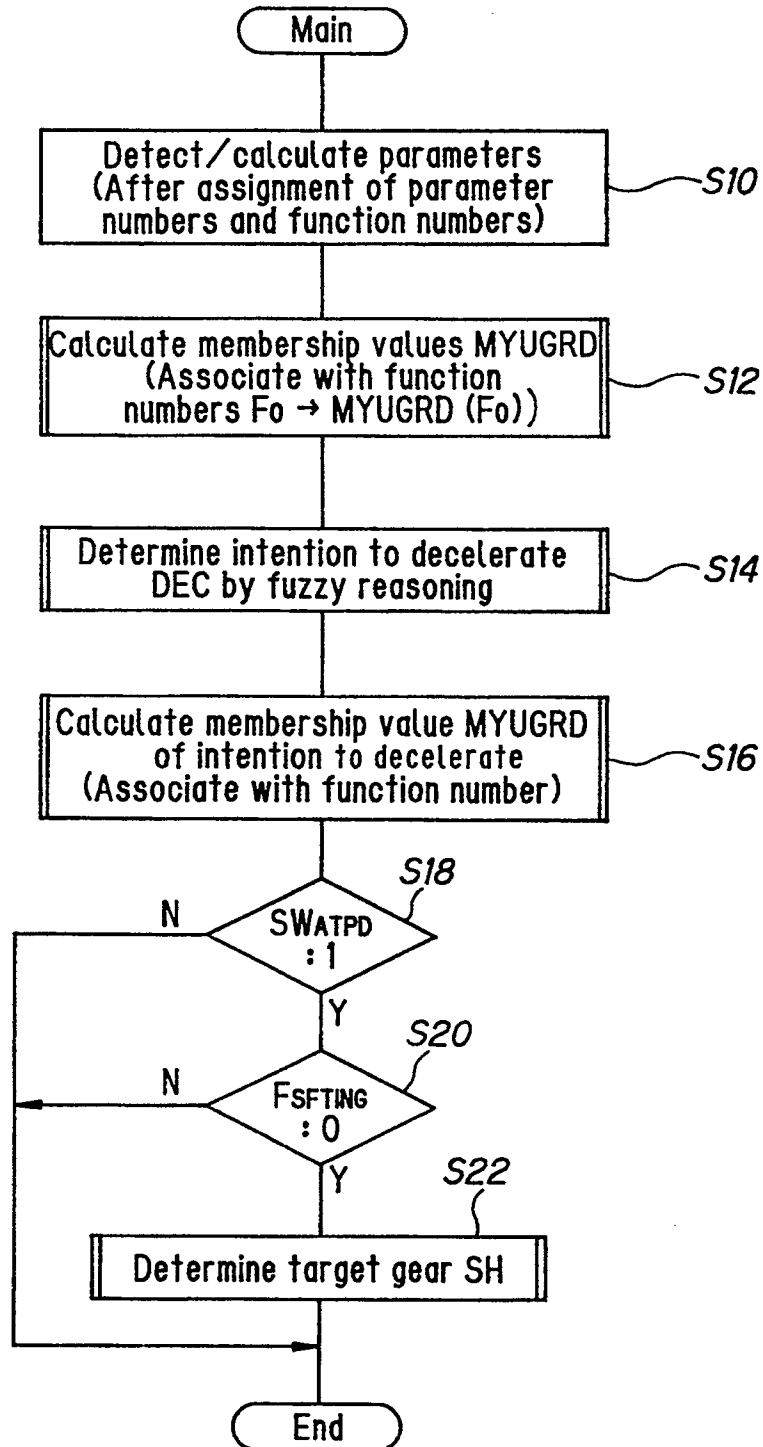 Main
Detect/calculate parameters
(After assignment of parameter
numbers and function numbers)
S10
Calculate membership values MYUGRD
(Associate with function
numbers Fo → MYUGRD (Fo))
S12
Determine intention to decelerate
DEC by fuzzy reasoning
S14
Calculate membership value MYUGRD
of intention to decelerate
(Associate with function number)
S16
S18
N
SWATPD
: 1
Y
S20
N
FSFTING
: 0
Y
S22
Determine target gear SH
End